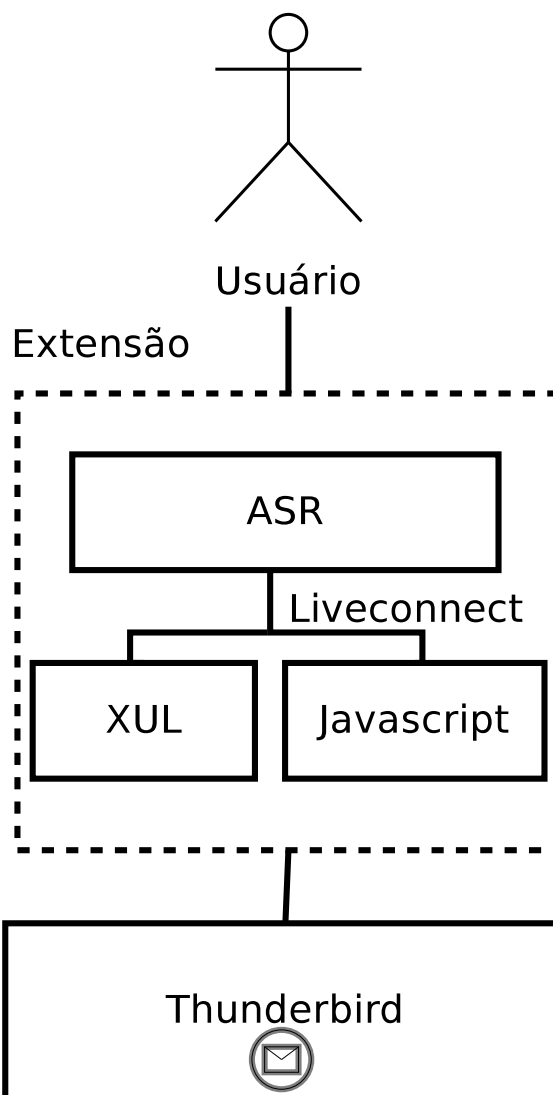 Usuário
Extensão
ASR
Liveconnect
XUL
Javascript
Thunderbird